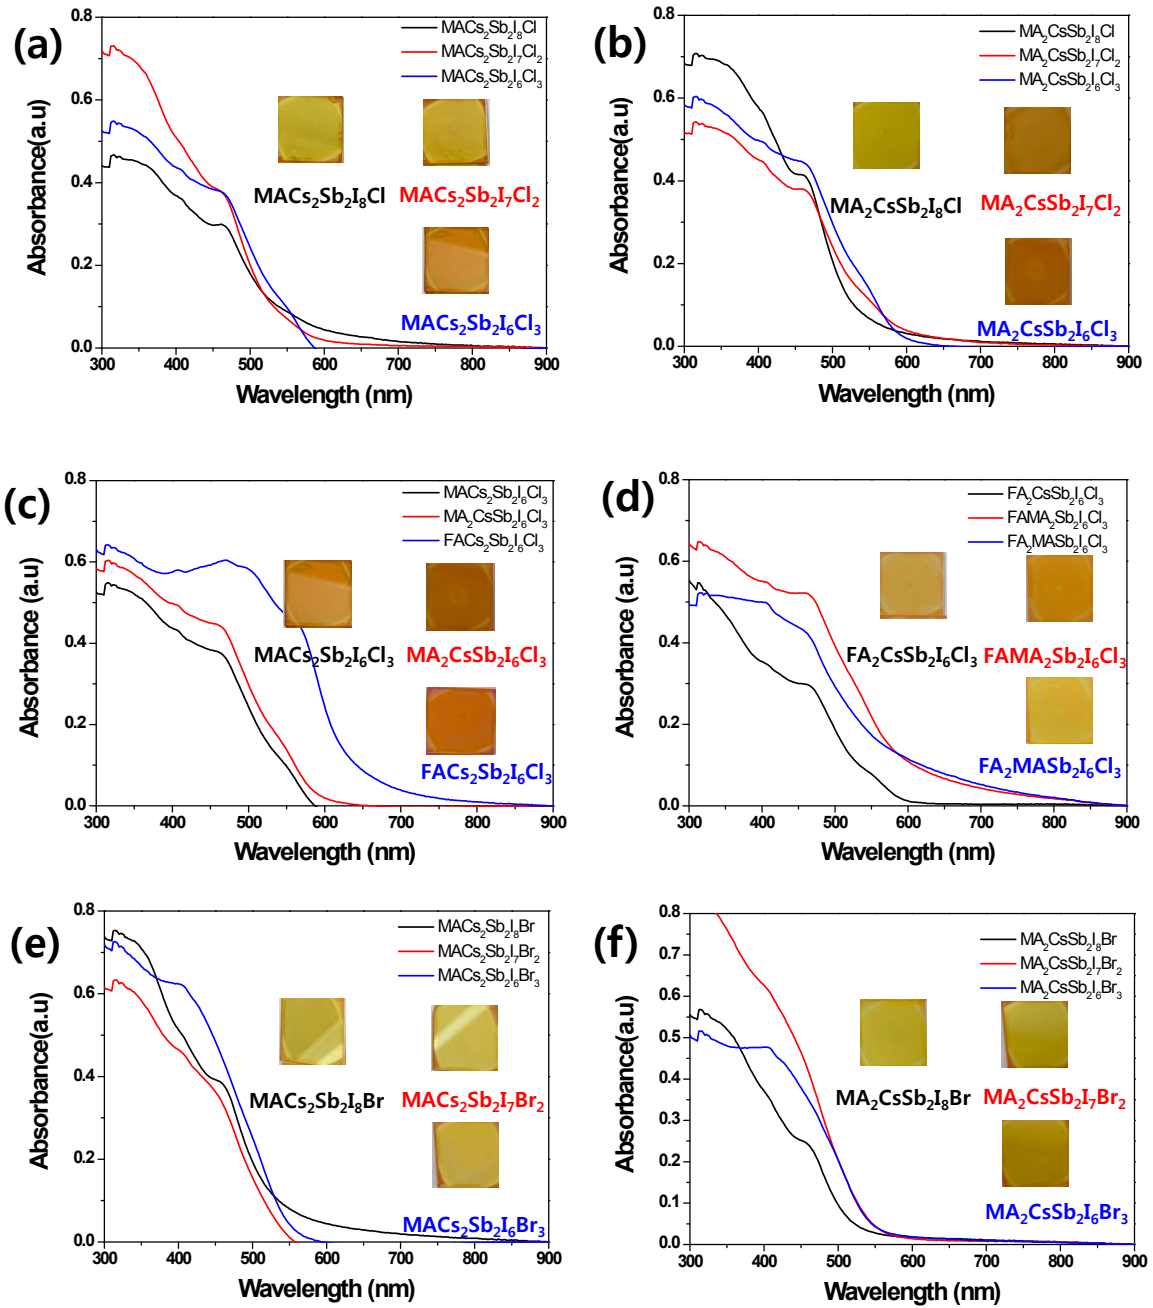 (a)
Absorbance(a.u)
0.8
0.6
0.4
0.2
0.0
MACs₂Sb₂I₈Cl
MACs₂Sb₂I₇Cl₂
MACs₂Sb₂I₆Cl₃
MACs₂Sb₂I₈Cl
MACs₂Sb₂I₇Cl₂
MACs₂Sb₂I₆Cl₃
300 400 500 600 700 800 900
Wavelength (nm)
(b)
Absorbance(a.u)
0.8
0.6
0.4
0.2
0.0
MA₂CsSb₂I₈Cl
MA₂CsSb₂I₇Cl₂
MA₂CsSb₂I₆Cl₃
MA₂CsSb₂I₈Cl
MA₂CsSb₂I₇Cl₂
MA₂CsSb₂I₆Cl₃
300 400 500 600 700 800 900
Wavelength (nm)
(c)
Absorbance (a.u)
0.8
0.6
0.4
0.2
0.0
MACs₂Sb₂I₆Cl₃
MA₂CsSb₂I₆Cl₃
FACs₂Sb₂I₆Cl₃
MACs₂Sb₂I₆Cl₃
MA₂CsSb₂I₆Cl₃
FACs₂Sb₂I₆Cl₃
300 400 500 600 700 800 900
Wavelength (nm)
(d)
Absorbance (a.u)
0.8
0.6
0.4
0.2
0.0
FA₂CsSb₂I₆Cl₃
FAMA₂Sb₂I₆Cl₃
FA₂MASb₂I₆Cl₃
FA₂CsSb₂I₆Cl₃
FAMA₂Sb₂I₆Cl₃
FA₂MASb₂I₆Cl₃
300 400 500 600 700 800 900
Wavelength (nm)
(e)
Absorbance(a.u)
0.8
0.6
0.4
0.2
0.0
MACs₂Sb₂I₈Br
MACs₂Sb₂I₇Br₂
MACs₂Sb₂I₆Br₃
MACs₂Sb₂I₈Br
MACs₂Sb₂I₇Br₂
MACs₂Sb₂I₆Br₃
300 400 500 600 700 800 900
Wavelength (nm)
(f)
Absorbance(a.u)
0.8
0.7
0.6
0.5
0.4
0.3
0.2
0.1
0.0
MA₂CsSb₂I₈Br
MA₂CsSb₂I₇Br₂
MA₂CsSb₂I₆Br₃
MA₂CsSb₂I₈Br
MA₂CsSb₂I₇Br₂
MA₂CsSb₂I₆Br₃
300 400 500 600 700 800 900
Wavelength (nm)